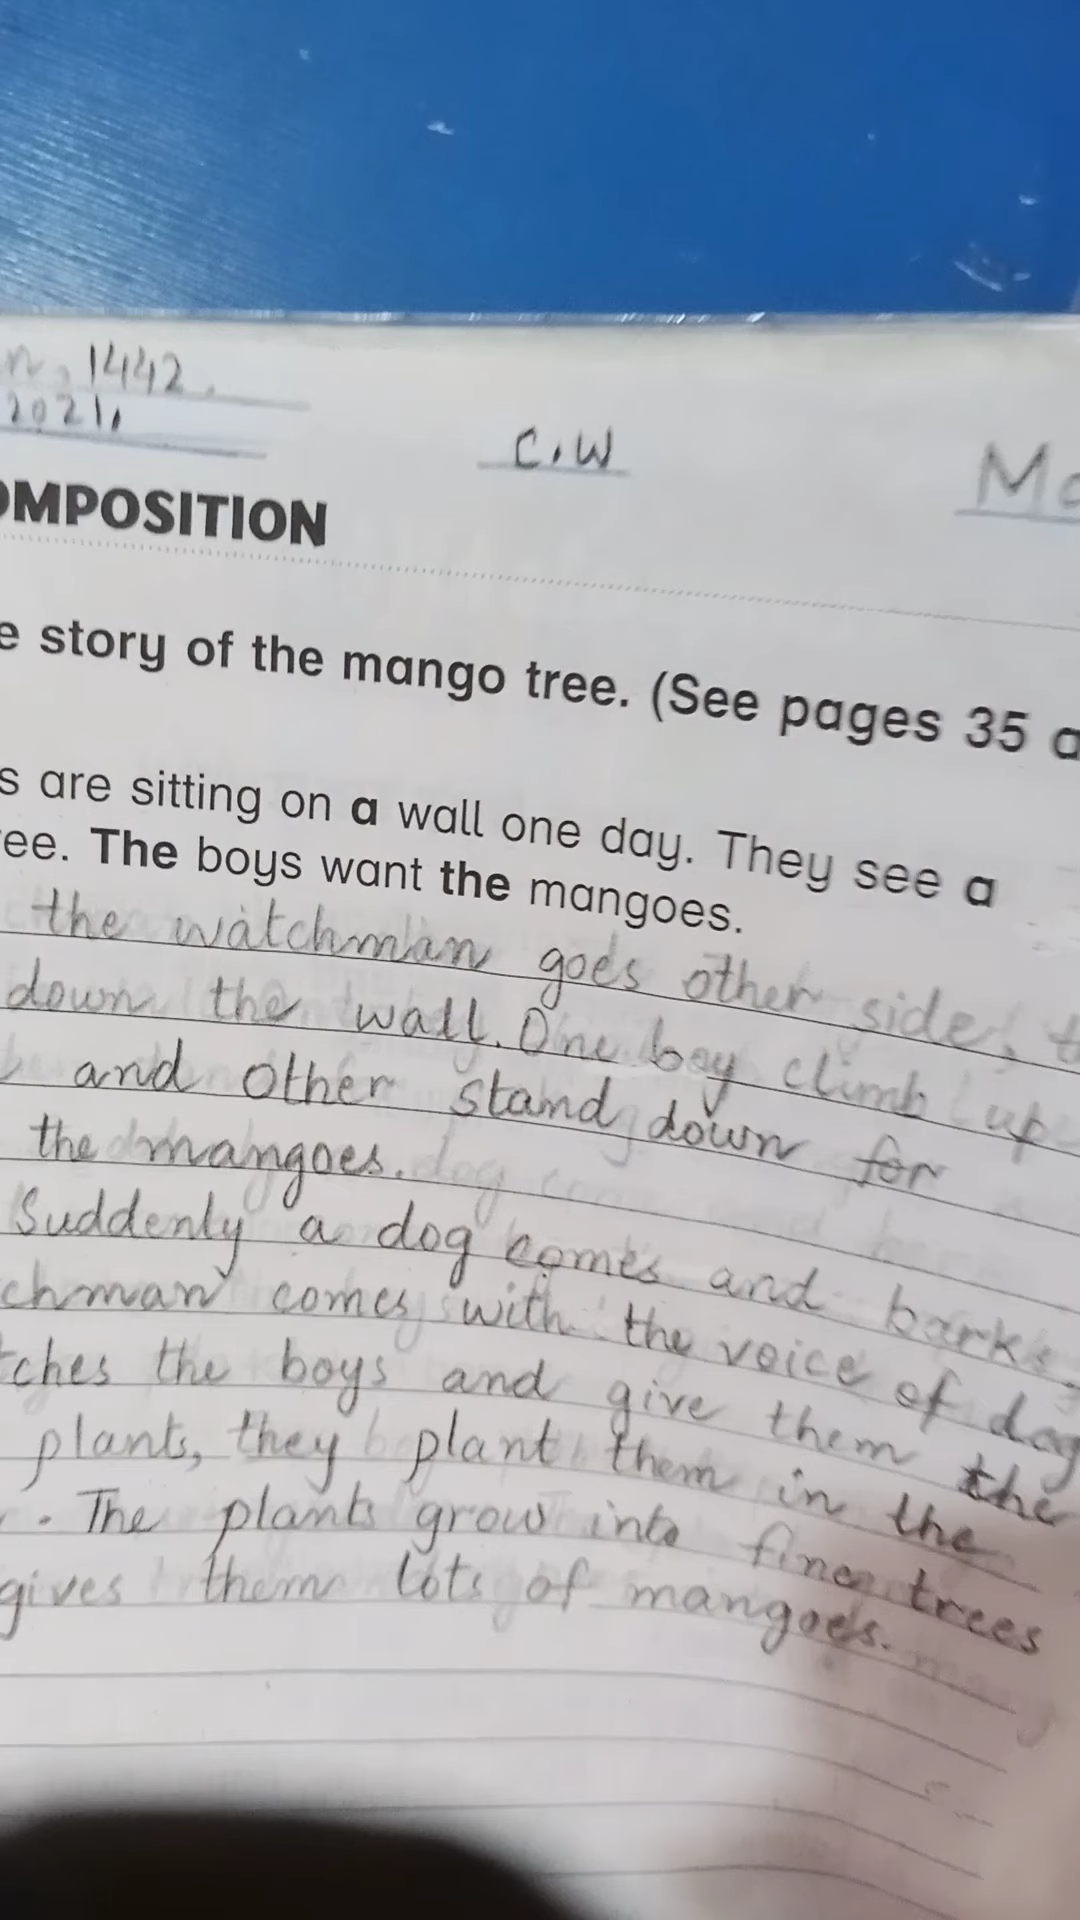 1442.
2021,
C.W
OMPOSITION
e story of the mango tree. (See pages 35 a
s are sitting on a wall one day. They see a
ee. The boys want the mangoes.
the watchman goes other side, t
down the wall. One boy climb up
and other stand down for
the mangoes.
Suddenly a dog comes and barks
chman comes with the voice of dog
tches the boys and give them the
plants, they plant them in the
. The plants grow into fine trees
gives them lots of mangoes.